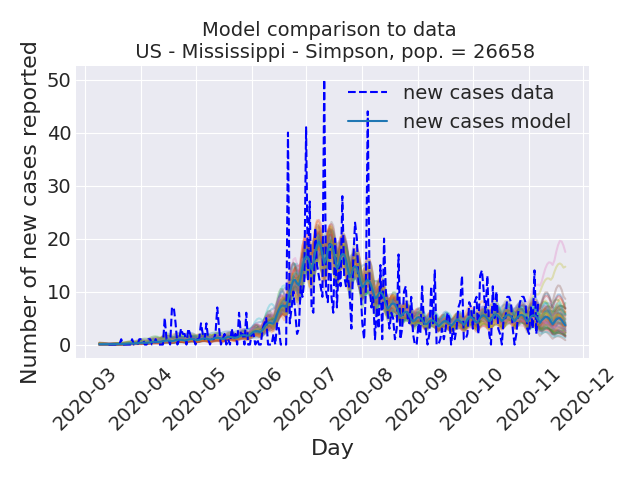 Model comparison to data
US - Mississippi - Simpson, pop. = 26658
Number of new cases reported
50
40
30
20
10
0
new cases data
new cases model
2020-03
2020-04
2020-05
2020-06
2020-07
2020-08
2020-09
2020-10
2020-11
2020-12
Day